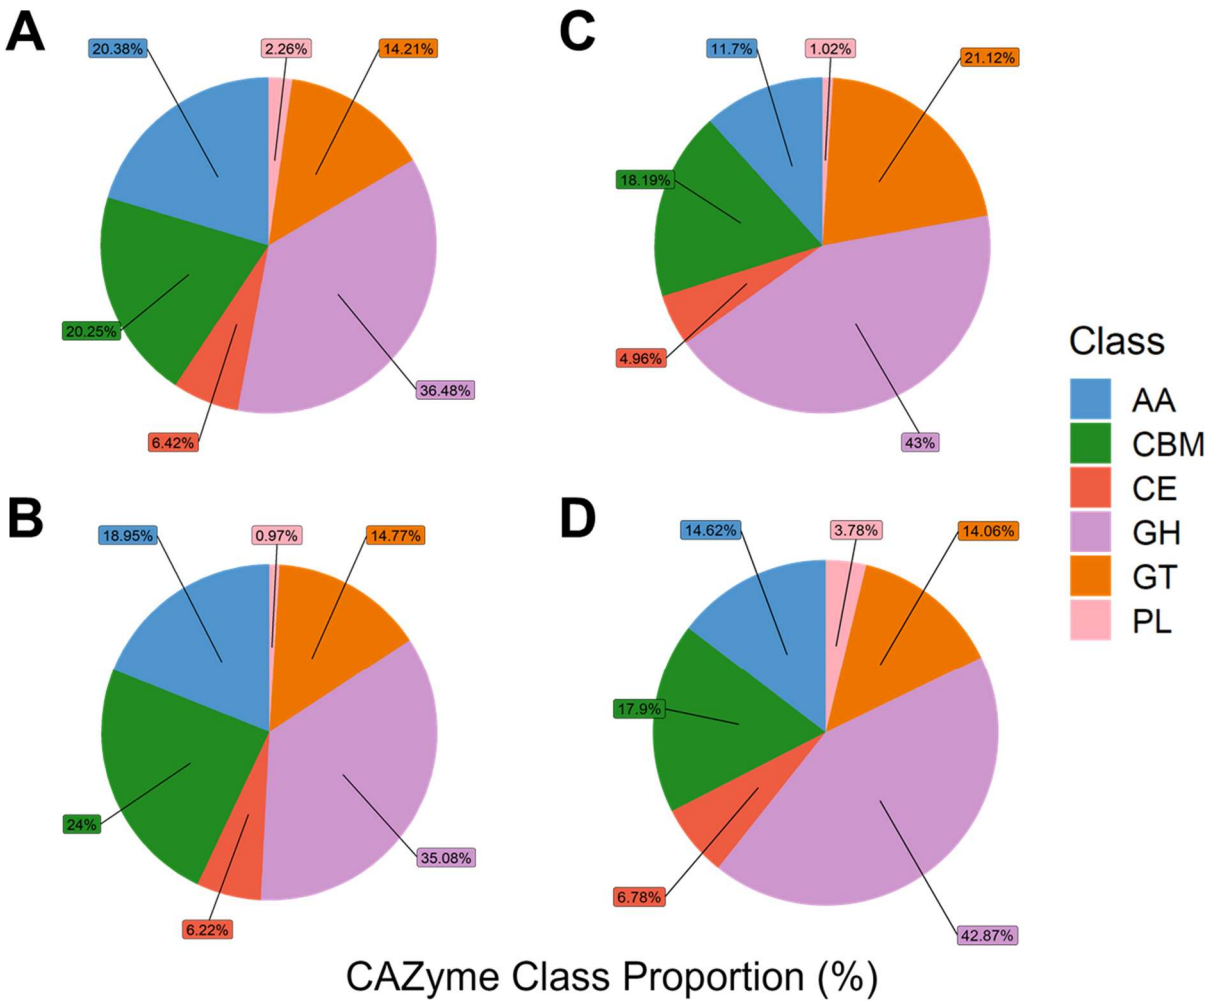 A
20.38%
2.26%
14.21%
20.25%
36.48%
6.42%
C
11.7%
1.02%
21.12%
18.19%
4.96%
43%
B
18.95%
0.97%
14.77%
24%
35.08%
6.22%
D
14.62%
3.78%
14.06%
17.9%
6.78%
42.87%
Class
AA
CBM
CE
GH
GT
PL
CAZyme Class Proportion (%)